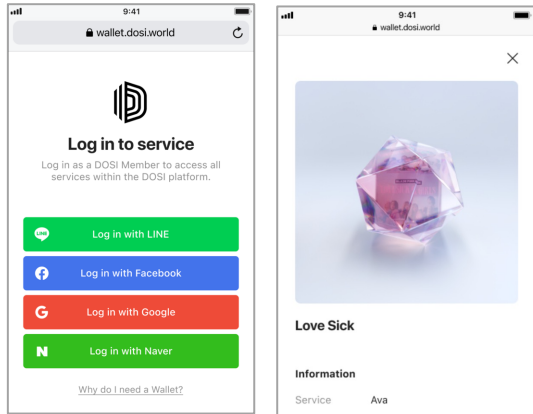 9:41
wallet.dosi.world
Log in to service
Log in as a DOSI Member to access all
services within the DOSI platform.
LINE
Log in with LINE
Log in with Facebook
Log in with Google
Log in with Naver
Why do I need a Wallet?
9:41
wallet.dosi.world
Love Sick
Information
Service Ava